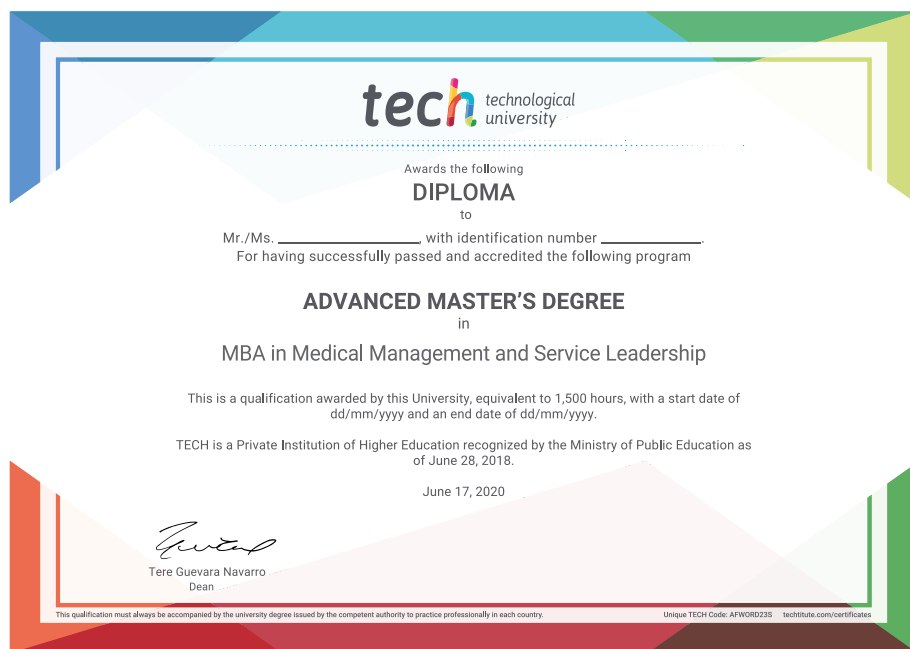 tech technological
university
Awards the following
DIPLOMA
to
Mr./Ms. ____________, with identification number ____________.
For having successfully passed and accredited the following program
ADVANCED MASTER'S DEGREE
in
MBA in Medical Management and Service Leadership
This is a qualification awarded by this University, equivalent to 1,500 hours, with a start date of
dd/mm/yyyy and an end date of dd/mm/yyyy.
TECH is a Private Institution of Higher Education recognized by the Ministry of Public Education as
of June 28, 2018.
June 17, 2020
Tere Guevara Navarro
Dean
This qualification must always be accompanied by the university degree issued by the competent authority to practice professionally in each country.
Unique TECH Code: AFWORD23S techtitute.com/certificates